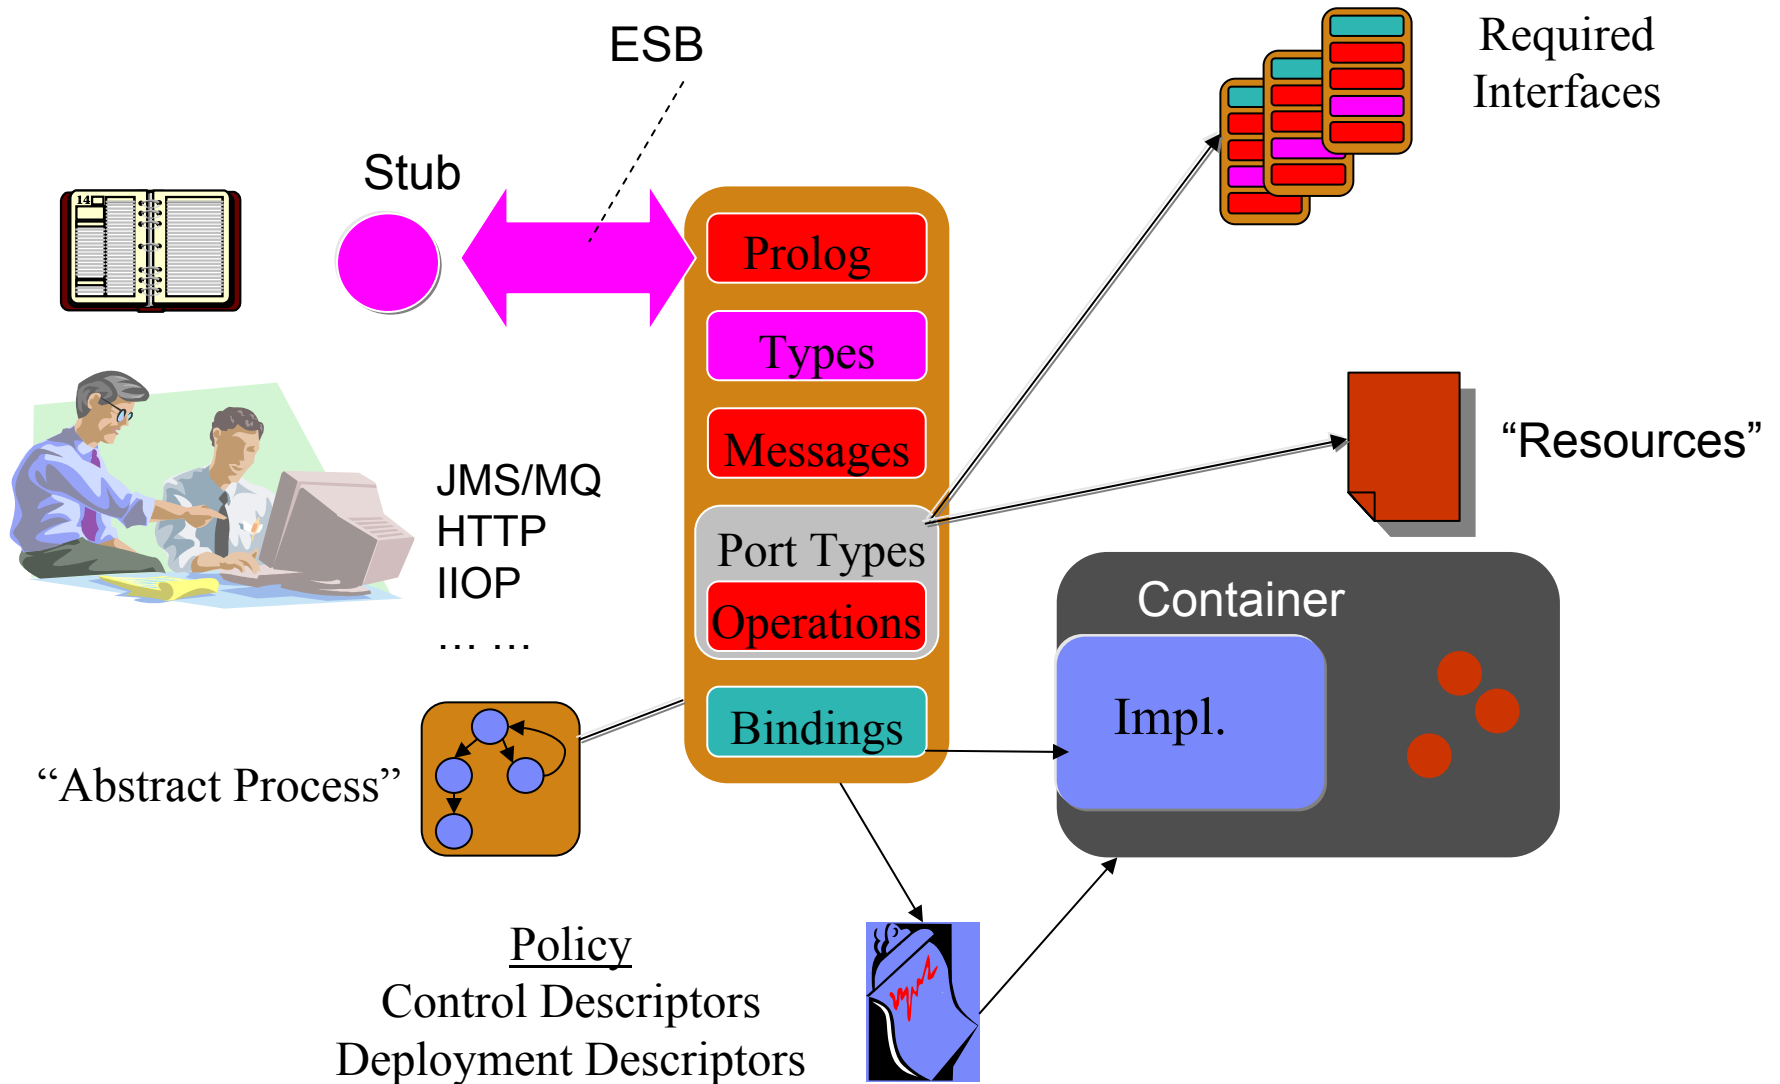 ESB
Required
Interfaces
Stub
14
Prolog
Types
Messages
"Resources"
JMS/MQ
HTTP
IIOP
... ...
Port Types
Operations
Container
Bindings
Impl.
“Abstract Process”
Policy
Control Descriptors
Deployment Descriptors